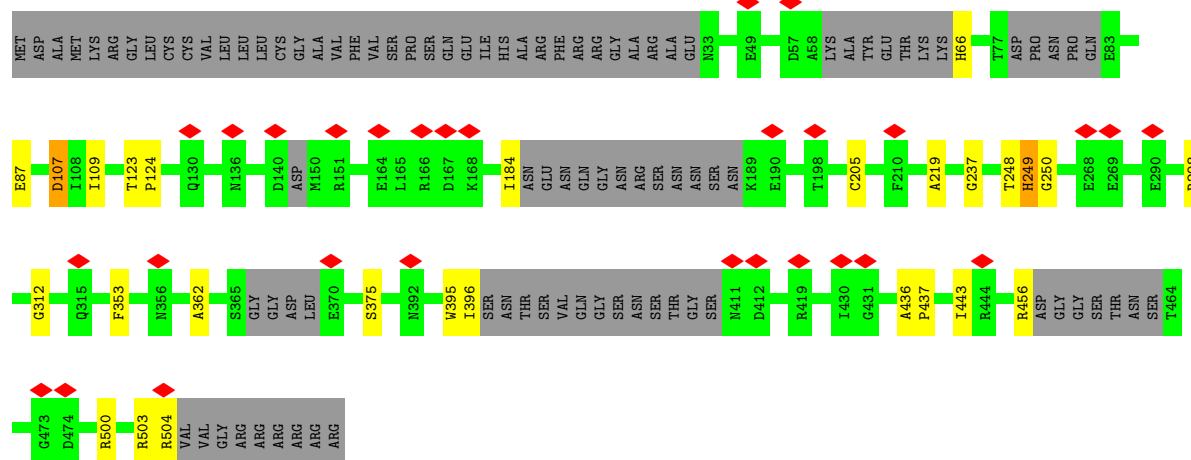 MET ASP ALA MET LYS ARG GLY LEU CYS CYS VAL LEU LEU LEU CYS GLY ALA VAL PHE VAL SER PRO SER GLN GLU ILE HIS ALA ARG PHE ARG ARG GLY ALA ARG ALA GLU N33 E49 D57 A58 LYS ALA TYR GLU THR LYS LYS H66 T77 ASP PRO ASN PRO GLN E83
E87 D107 I108 I109 T123 P124 Q130 N136 D140 ASP M150 R151 E164 L165 R166 D167 K168 I184 ASN GLU ASN GLN GLY ASN ARG SER ASN ASN SER ASN K189 E190 T198 C205 F210 A219 G237 T248 H249 G250 E268 E269 E290
G312 Q315 F353 N356 A362 S365 GLY GLY ASP LEU E370 S375 N392 W395 I396 SER ASN THR SER VAL GLN GLY SER ASN SER THR GLY SER N411 D412 R419 I430 G431 A436 P437 I443 R444 R456 ASP GLY GLY SER THR ASN SER T464
G473 D474 R500 R503 R504 VAL VAL GLY ARG ARG ARG ARG ARG ARG